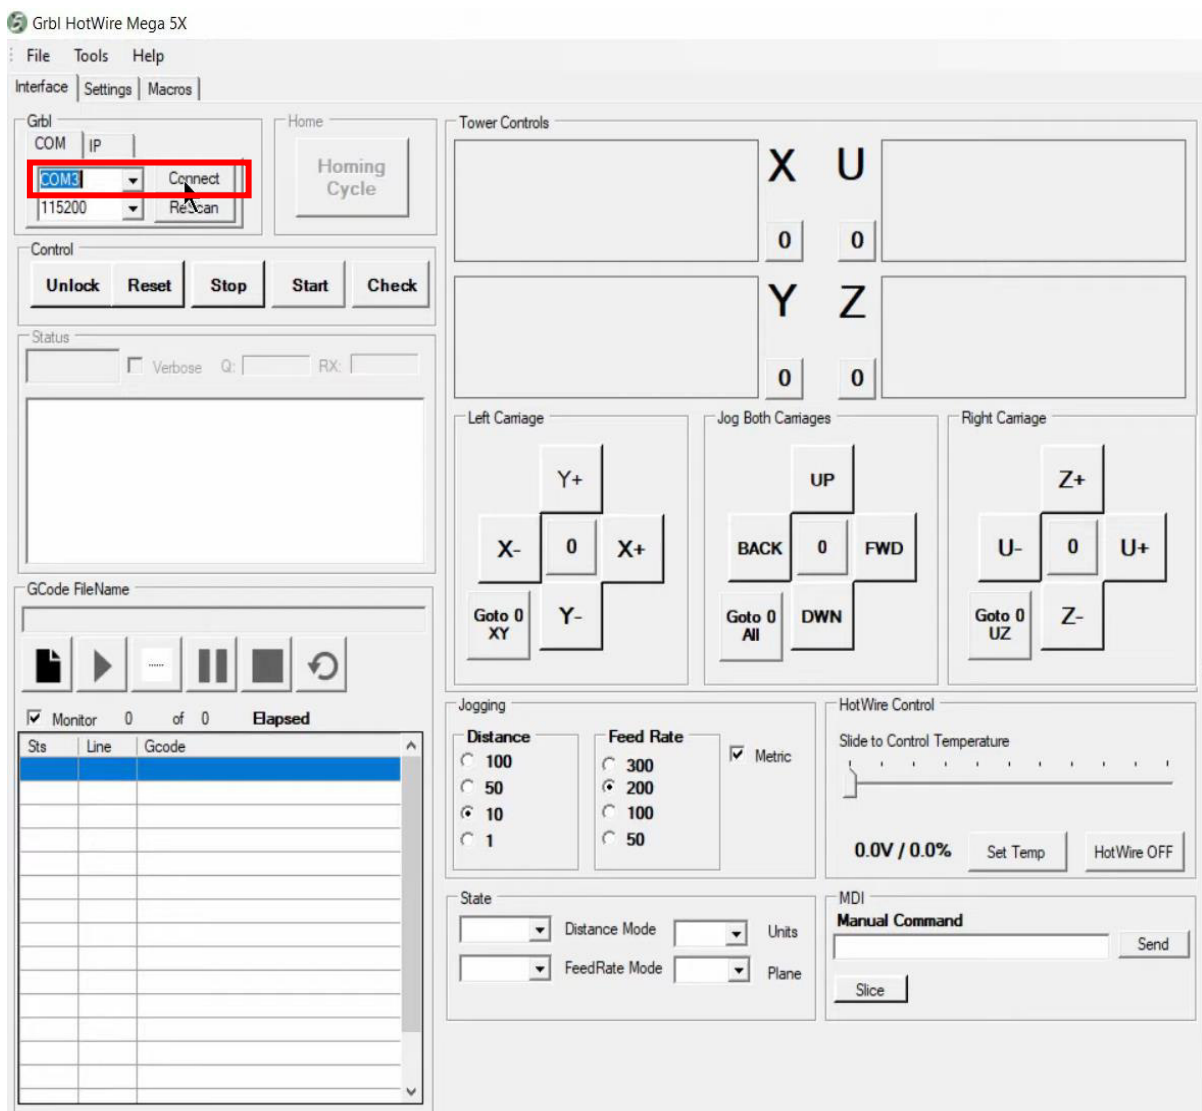 Grbl HotWire Mega 5X
File Tools Help
Interface Settings Macros
Grbl
COM IP
COM3 Connect
115200 ReScan
Home
Homing
Cycle
Control
Unlock Reset Stop Start Check
Status
Verbose Q: RX:
GCode FileName
Monitor 0 of 0 Elapsed
Sts Line Gcode
Tower Controls
X U
0 0
Y Z
0 0
Left Carriage
Y+
X- 0 X+
Goto 0
XY
Y-
Jog Both Carriages
UP
BACK 0 FWD
Goto 0
All
DWN
Right Carriage
Z+
U- 0 U+
Goto 0
UZ
Z-
Jogging
Distance
100
50
10
1
Feed Rate
300
200
100
50
Metric
HotWire Control
Slide to Control Temperature
0.0V / 0.0% Set Temp HotWire OFF
State
Distance Mode Units
FeedRate Mode Plane
MDI
Manual Command
Send
Slice